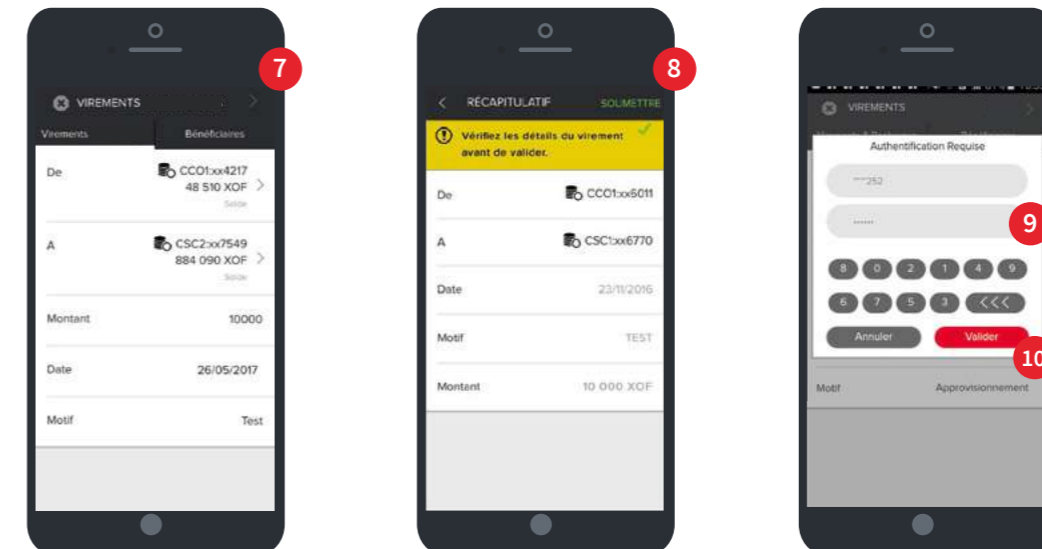 7
VIREMENTS
Virements Bénéficiaires
De CCO1:xx4217
48 510 XOF
Solde
A CSC2:xx7549
884 090 XOF
Solde
Montant 10000
Date 26/05/2017
Motif Test
8
RÉCAPITULATIF SOUMETTRE
Vérifiez les détails du virement
avant de valider.
De CCO1:xx5011
A CSC1:xx6770
Date 23/11/2016
Motif TEST
Montant 10 000 XOF
VIREMENTS
Authentification Requise
***252
******
9
8 0 2 1 4 9
6 7 5 3 <<<
Annuler Valider
10
Motif Approvisionnement